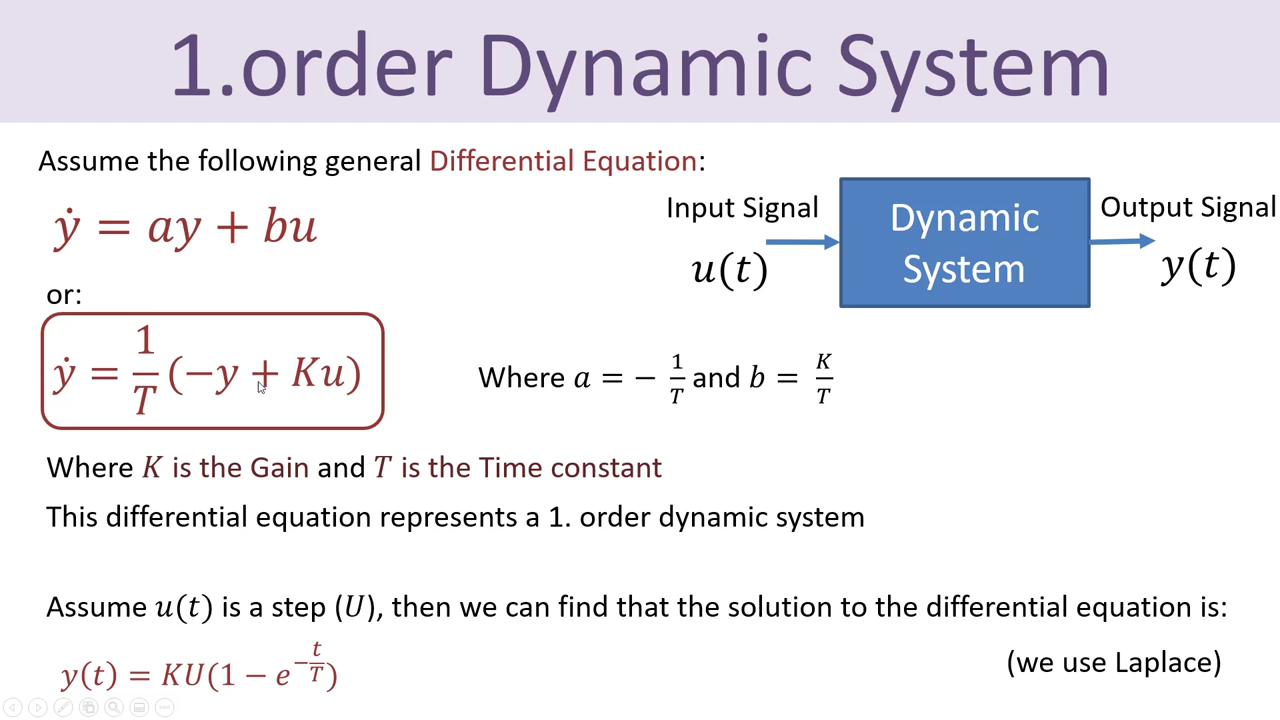 1.order Dynamic System
Assume the following general Differential Equation:
ẏ = ay + bu
Input Signal
u(t)
Dynamic
System
Output Signal
y(t)
or:
ẏ = 1/T (−y + Ku)
Where a = − 1/T and b = K/T
Where K is the Gain and T is the Time constant
This differential equation represents a 1. order dynamic system
Assume u(t) is a step (U), then we can find that the solution to the differential equation is:
y(t) = KU(1 − e^(−t/T))
(we use Laplace)